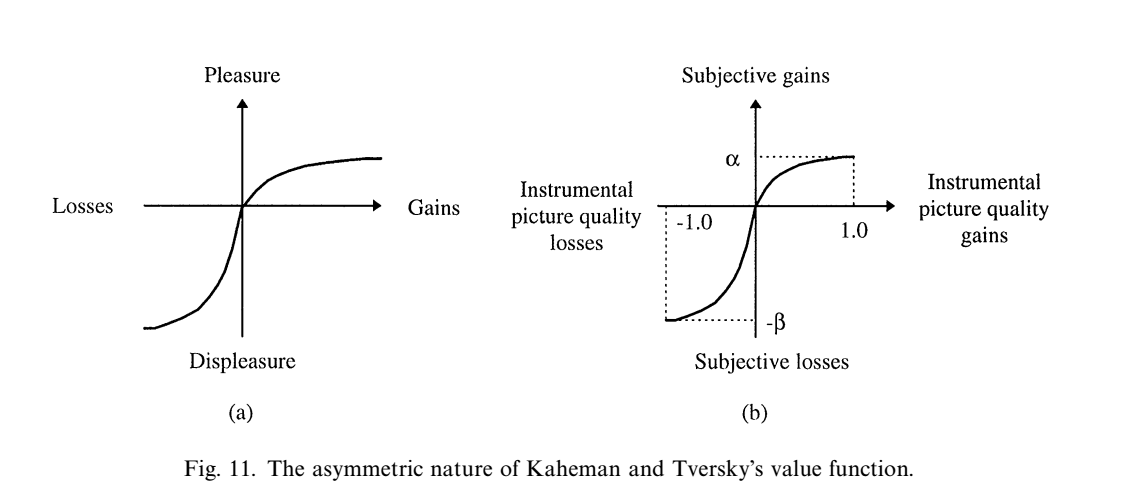 Pleasure
Losses
Gains
Displeasure
(a)
Subjective gains
α
Instrumental
picture quality
losses
-1.0
1.0
Instrumental
picture quality
gains
-β
Subjective losses
(b)
Fig. 11. The asymmetric nature of Kaheman and Tversky's value function.